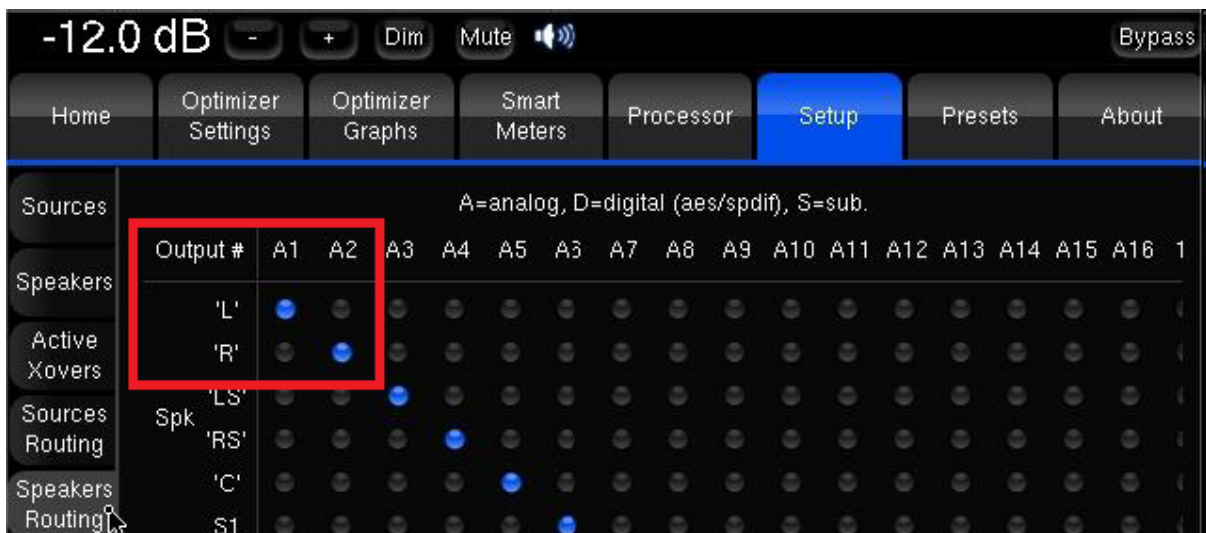 -12.0 dB - + Dim Mute Bypass
Home Optimizer Settings Optimizer Graphs Smart Meters Processor Setup Presets About
Sources
A=analog, D=digital (aes/spdif), S=sub.
Output # A1 A2 A3 A4 A5 A6 A7 A8 A9 A10 A11 A12 A13 A14 A15 A16 1
Speakers
'L'
Active Xovers
'R'
'LS'
Sources Routing
Spk
'RS'
'C'
Speakers Routing
S1